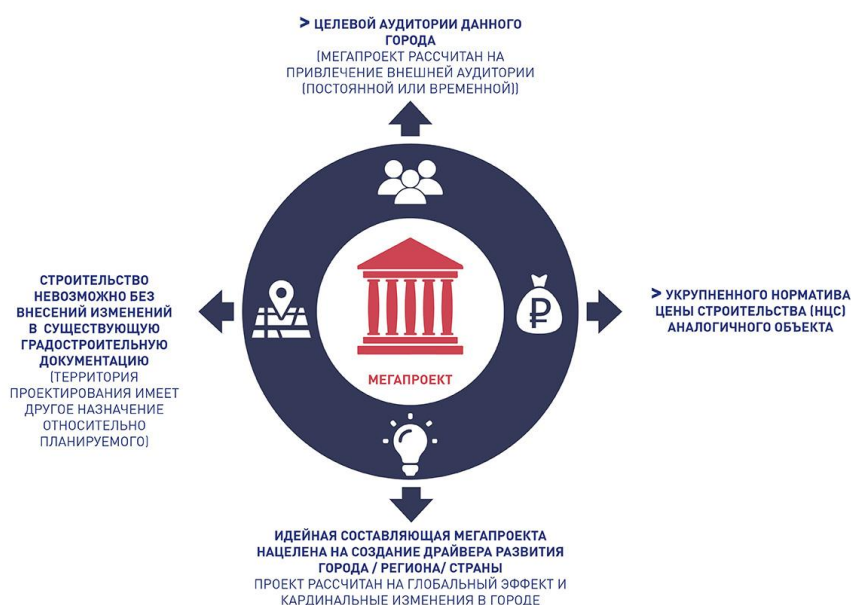 > ЦЕЛЕВОЙ АУДИТОРИИ ДАННОГО
ГОРОДА
(МЕГАПРОЕКТ РАССЧИТАН НА
ПРИВЛЕЧЕНИЕ ВНЕШНЕЙ АУДИТОРИИ
(ПОСТОЯННОЙ ИЛИ ВРЕМЕННОЙ))
СТРОИТЕЛЬСТВО
НЕВОЗМОЖНО БЕЗ
ВНЕСЕНИЙ ИЗМЕНЕНИЙ
В СУЩЕСТВУЮЩУЮ
ГРАДОСТРОИТЕЛЬНУЮ
ДОКУМЕНТАЦИЮ
(ТЕРРИТОРИЯ
ПРОЕКТИРОВАНИЯ ИМЕЕТ
ДРУГОЕ НАЗНАЧЕНИЕ
ОТНОСИТЕЛЬНО
ПЛАНИРУЕМОГО)
МЕГАПРОЕКТ
> УКРУПНЕННОГО НОРМАТИВА
ЦЕНЫ СТРОИТЕЛЬСТВА (НЦС)
АНАЛОГИЧНОГО ОБЪЕКТА
ИДЕЙНАЯ СОСТАВЛЯЮЩАЯ МЕГАПРОЕКТА
НАЦЕЛЕНА НА СОЗДАНИЕ ДРАЙВЕРА РАЗВИТИЯ
ГОРОДА / РЕГИОНА/ СТРАНЫ
ПРОЕКТ РАССЧИТАН НА ГЛОБАЛЬНЫЙ ЭФФЕКТ И
КАРДИНАЛЬНЫЕ ИЗМЕНЕНИЯ В ГОРОДЕ